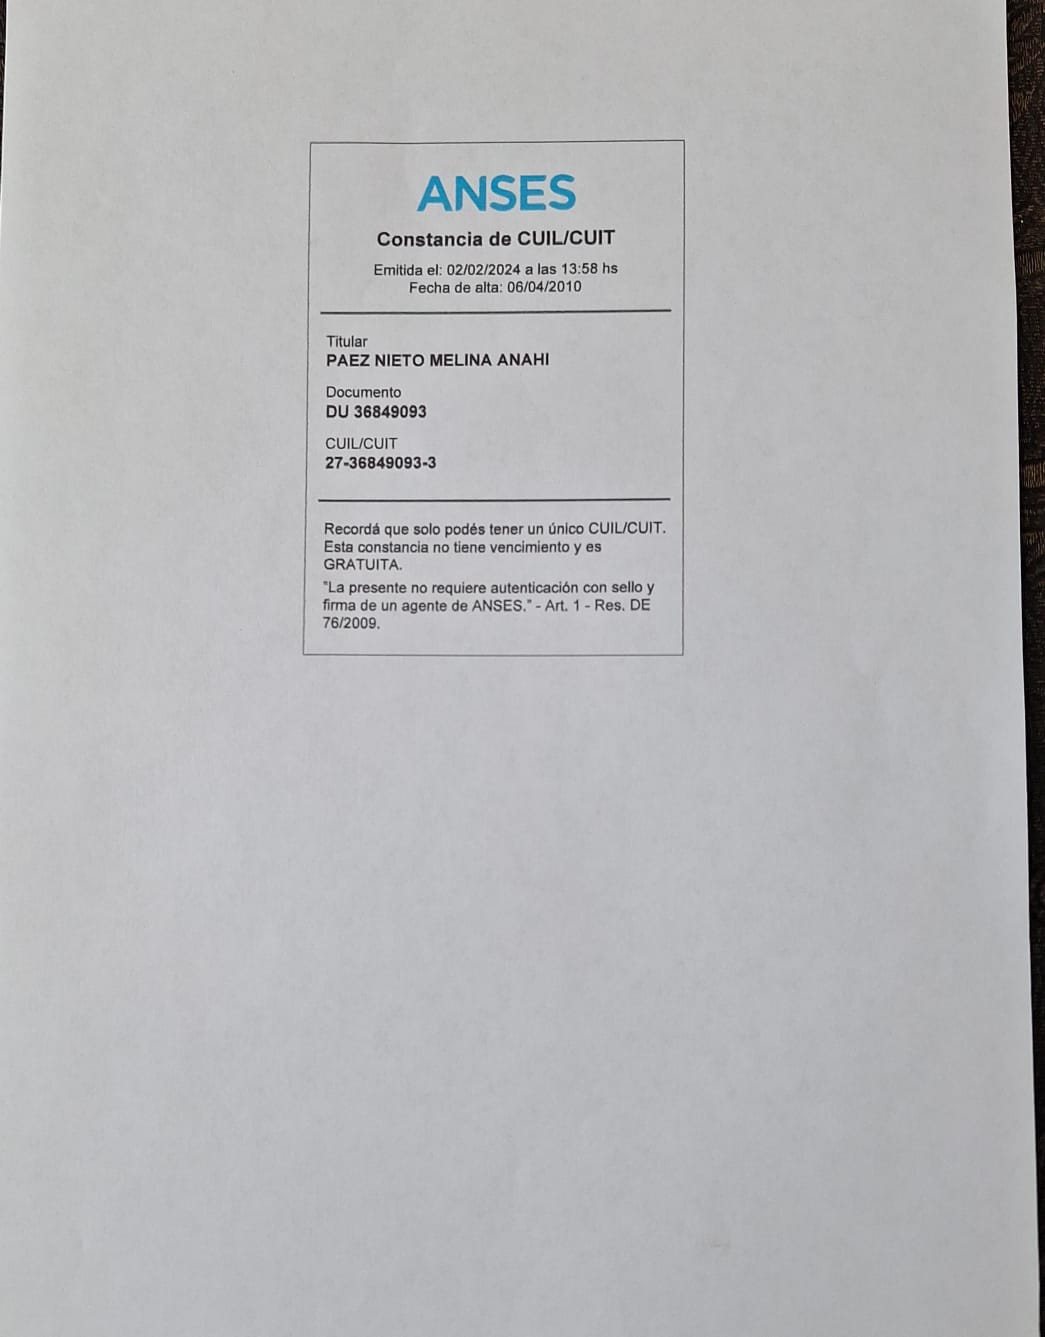 ANSES
Constancia de CUIL/CUIT
Emitida el: 02/02/2024 a las 13:58 hs
Fecha de alta: 06/04/2010
Titular
PAEZ NIETO MELINA ANAHI
Documento
DU 36849093
CUIL/CUIT
27-36849093-3
Recordá que solo podés tener un único CUIL/CUIT.
Esta constancia no tiene vencimiento y es
GRATUITA.
"La presente no requiere autenticación con sello y
firma de un agente de ANSES." - Art. 1 - Res. DE
76/2009.